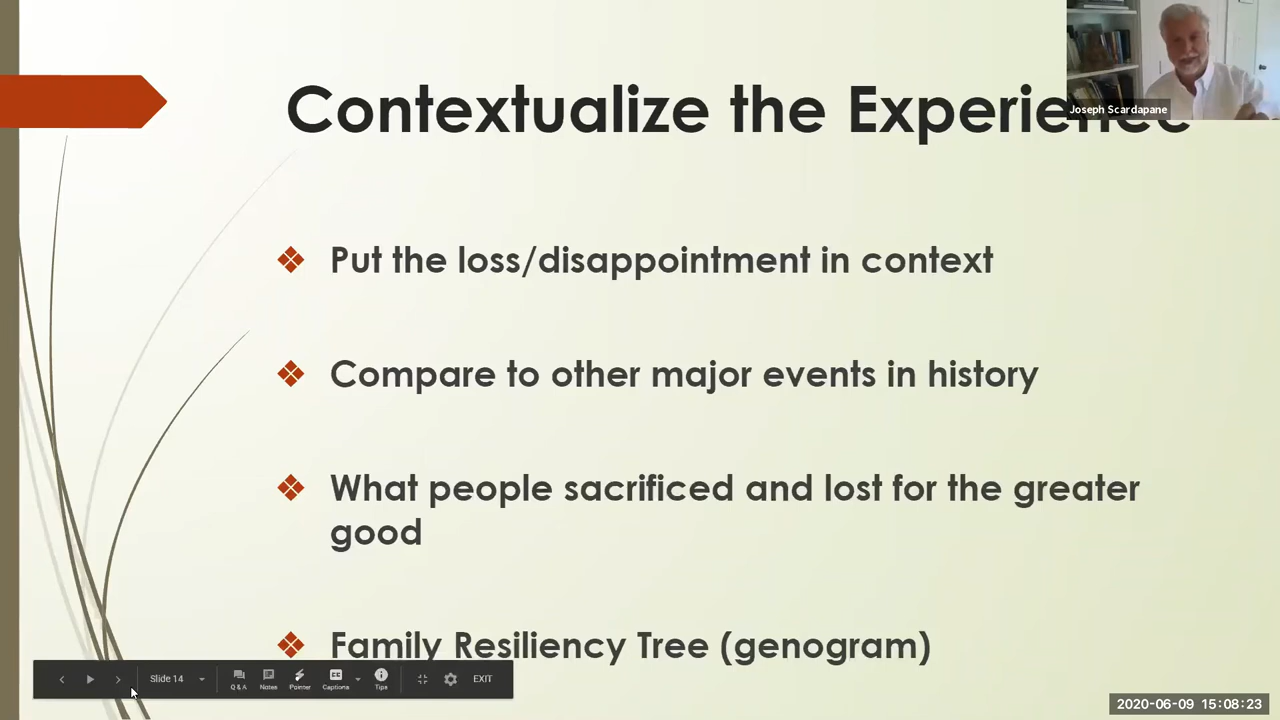 Contextualize the Experience
Joseph Scardapane
Put the loss/disappointment in context
Compare to other major events in history
What people sacrificed and lost for the greater
good
Family Resiliency Tree (genogram)
Slide 14
Q & A
Notes
Pointer
Captions
Tips
EXIT
2020-06-09 15:08:23